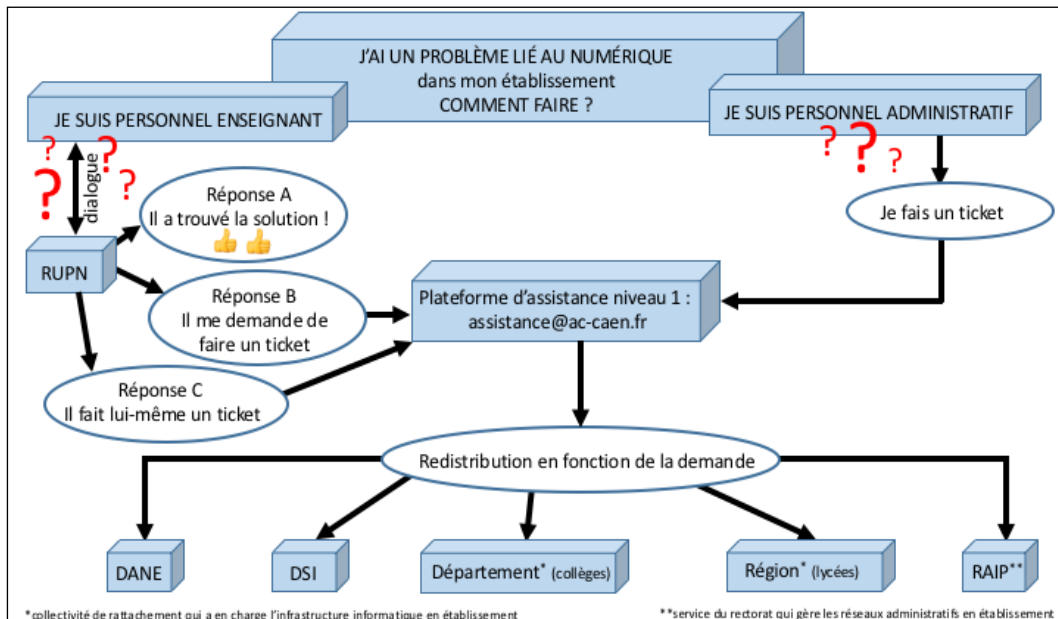 J'AI UN PROBLÈME LIÉ AU NUMÉRIQUE
dans mon établissement
COMMENT FAIRE ?
JE SUIS PERSONNEL ENSEIGNANT
JE SUIS PERSONNEL ADMINISTRATIF
? ? ? ?
? ? ?
dialogue
Réponse A
Il a trouvé la solution !
Je fais un ticket
RUPN
Réponse B
Il me demande de
faire un ticket
Plateforme d'assistance niveau 1 :
assistance@ac-caen.fr
Réponse C
Il fait lui-même un ticket
Redistribution en fonction de la demande
DANE
DSI
Département* (collèges)
Région* (lycées)
RAIP**
*collectivité de rattachement qui a en charge l'infrastructure informatique en établissement
**service du rectorat qui gère les réseaux administratifs en établissement